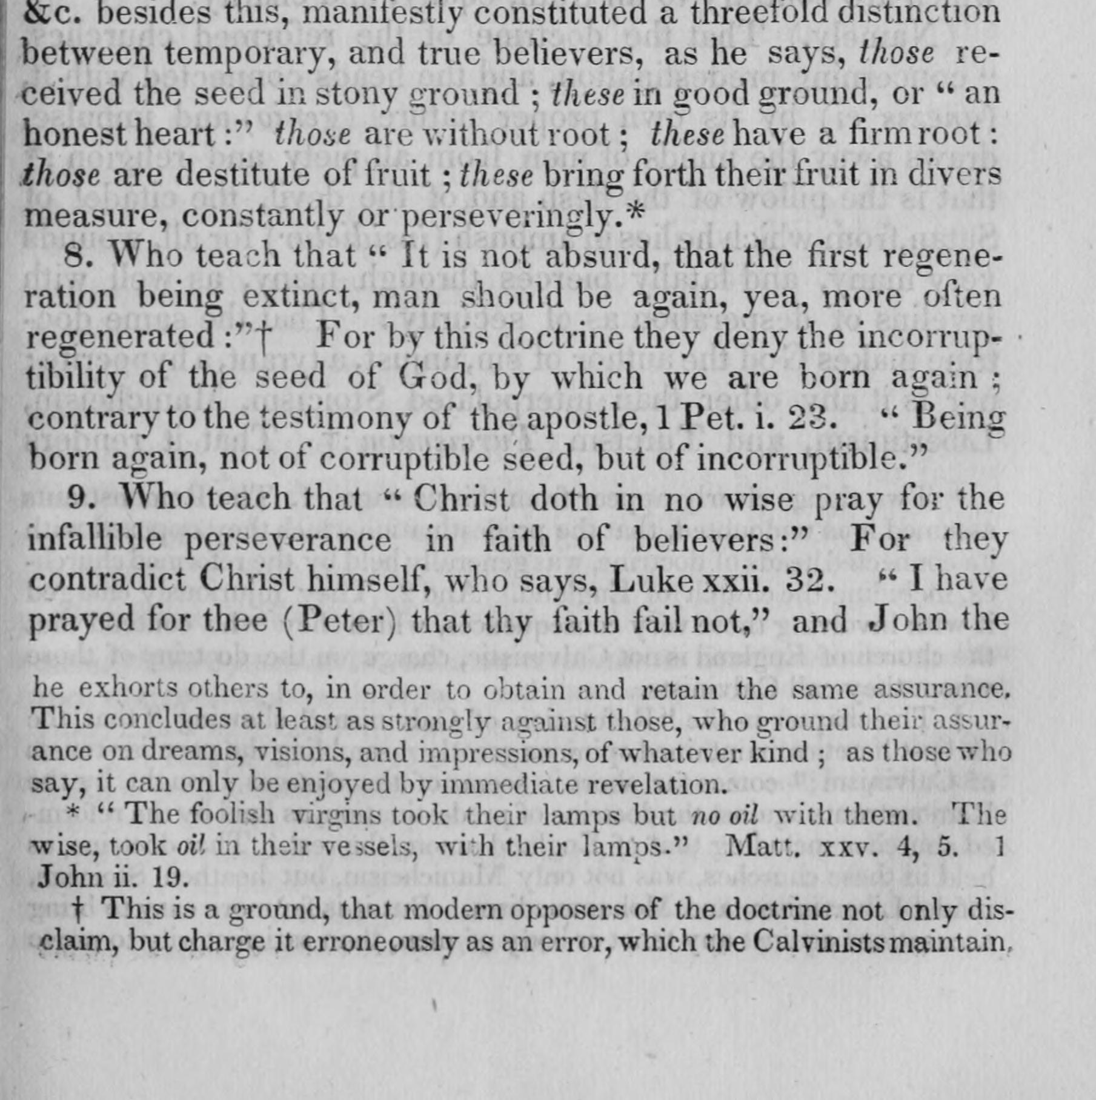 &c. besides this, manifestly constituted a threefold distinction
between temporary, and true believers, as he says, those re-
ceived the seed in stony ground ; these in good ground, or “ an
honest heart :” those are without root ; these have a firm root :
those are destitute of fruit ; these bring forth their fruit in divers
measure, constantly or perseveringly.*
8. Who teach that “ It is not absurd, that the first regene-
ration being extinct, man should be again, yea, more often
regenerated :”† For by this doctrine they deny the incorrup-
tibility of the seed of God, by which we are born again ;
contrary to the testimony of the apostle, 1 Pet. i. 23. “ Being
born again, not of corruptible seed, but of incorruptible.”
9. Who teach that “ Christ doth in no wise pray for the
infallible perseverance in faith of believers:” For they
contradict Christ himself, who says, Luke xxii. 32. “ I have
prayed for thee (Peter) that thy faith fail not,” and John the
he exhorts others to, in order to obtain and retain the same assurance.
This concludes at least as strongly against those, who ground their assur-
ance on dreams, visions, and impressions, of whatever kind ; as those who
say, it can only be enjoyed by immediate revelation.
* “ The foolish virgins took their lamps but no oil with them. The
wise, took oil in their vessels, with their lamps.” Matt. xxv. 4, 5. 1
John ii. 19.
† This is a ground, that modern opposers of the doctrine not only dis-
claim, but charge it erroneously as an error, which the Calvinists maintain.